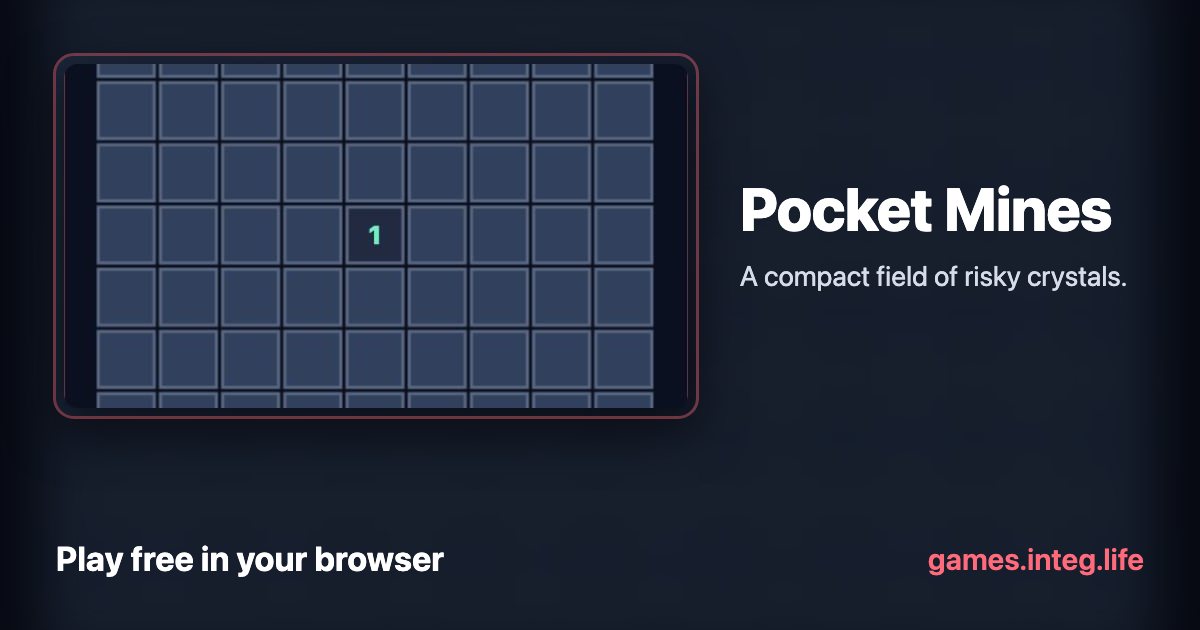 1
Pocket Mines
A compact field of risky crystals.
Play free in your browser
games.integ.life